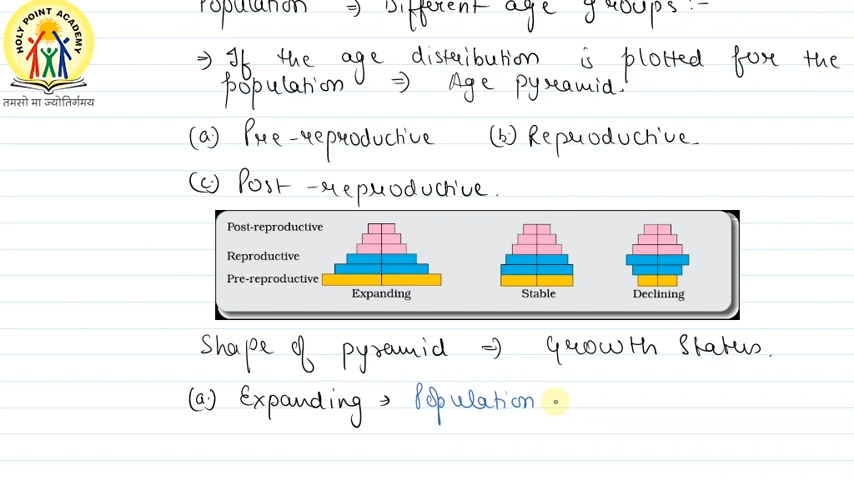 HOLY POINT ACADEMY
तमसो मा ज्योतिर्गमय
Population ⇒ Different age groups:-
⇒ If the age distribution is plotted for the
population ⇒ Age pyramid.
(a) Pre-reproductive (b) Reproductive
(c) Post-reproductive.
Post-reproductive
Reproductive
Pre-reproductive
Expanding Stable Declining
Shape of pyramid ⇒ Growth Status.
(a) Expanding → Population